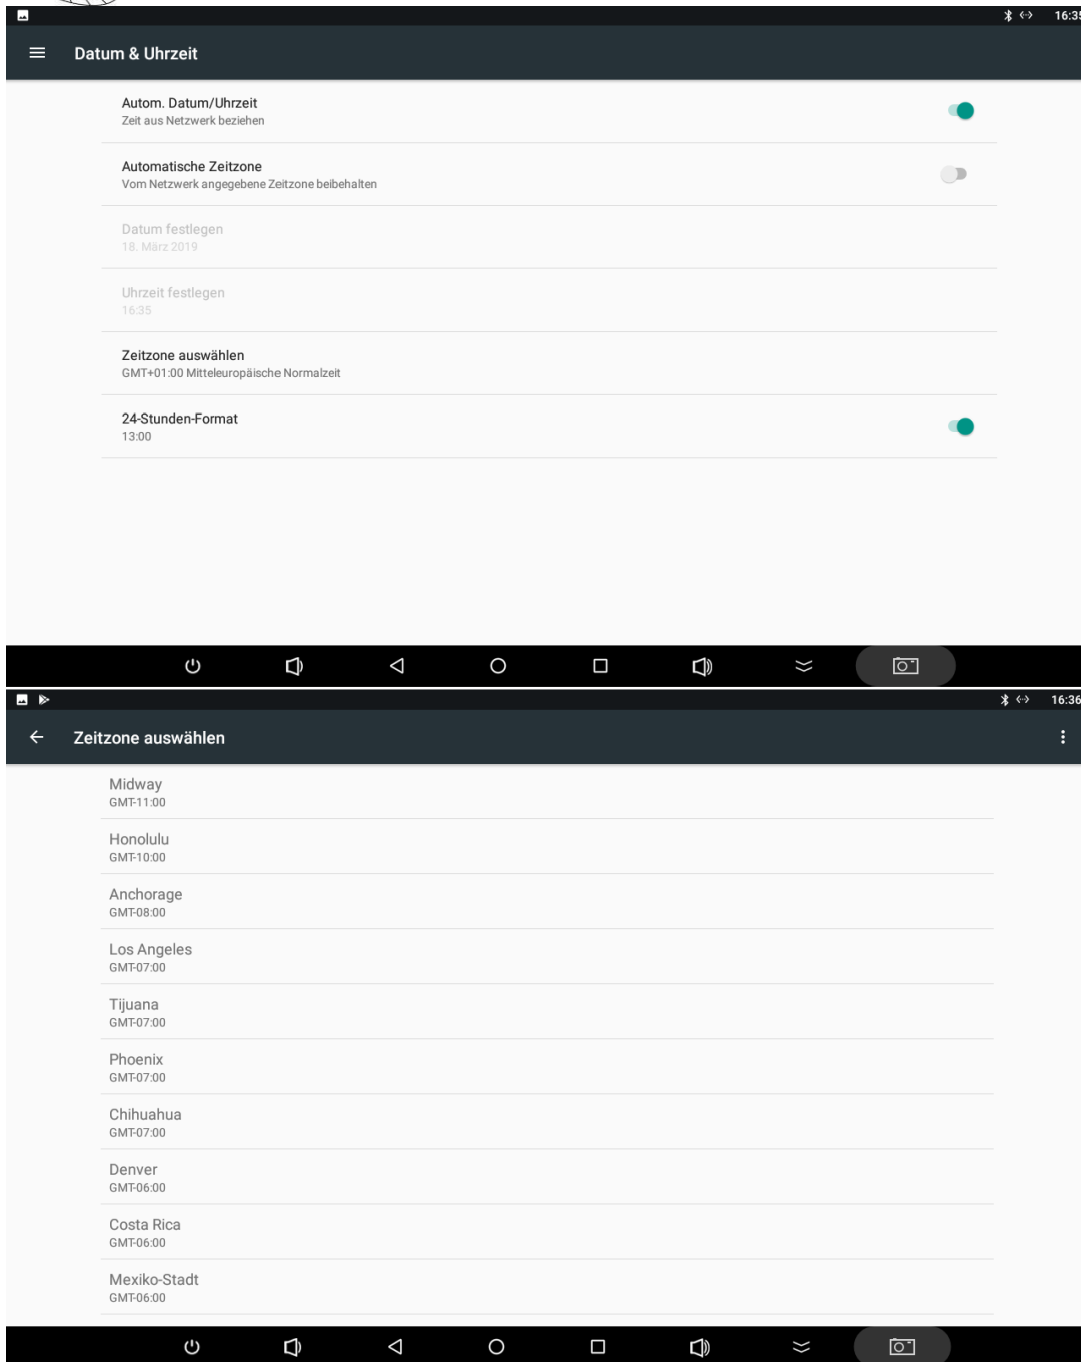 16:35
Datum & Uhrzeit
Autom. Datum/Uhrzeit
Zeit aus Netzwerk beziehen
Automatische Zeitzone
Vom Netzwerk angegebene Zeitzone beibehalten
Datum festlegen
18. März 2019
Uhrzeit festlegen
16:35
Zeitzone auswählen
GMT+01:00 Mitteleuropäische Normalzeit
24-Stunden-Format
13:00
16:36
Zeitzone auswählen
Midway
GMT-11:00
Honolulu
GMT-10:00
Anchorage
GMT-08:00
Los Angeles
GMT-07:00
Tijuana
GMT-07:00
Phoenix
GMT-07:00
Chihuahua
GMT-07:00
Denver
GMT-06:00
Costa Rica
GMT-06:00
Mexiko-Stadt
GMT-06:00